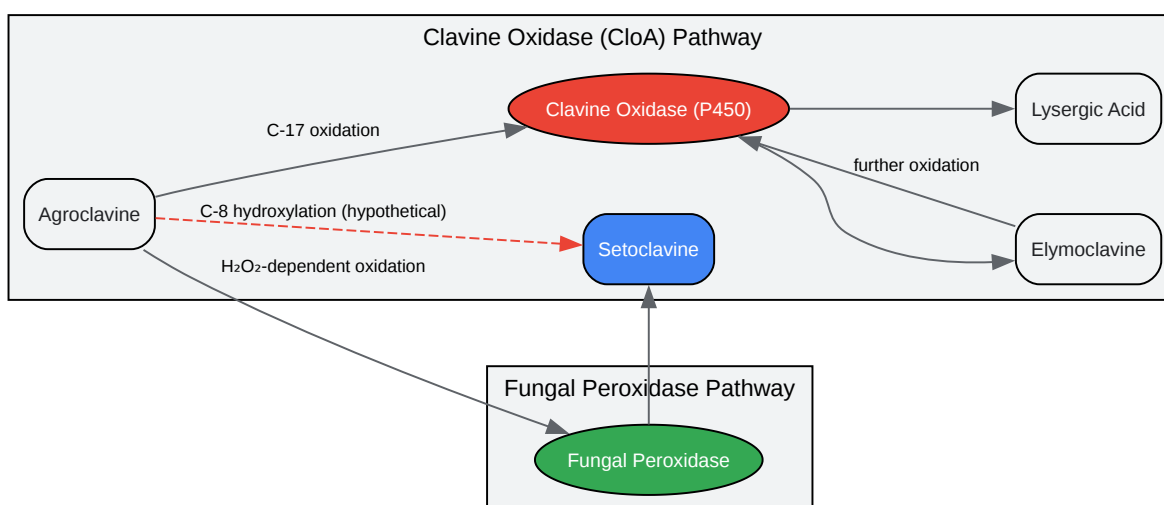 Clavine Oxidase (CloA) Pathway
Clavine Oxidase (P450)
Lysergic Acid
C-17 oxidation
further oxidation
Agroclavine
C-8 hydroxylation (hypothetical)
Setoclavine
Elymoclavine
H₂O₂-dependent oxidation
Fungal Peroxidase Pathway
Fungal Peroxidase